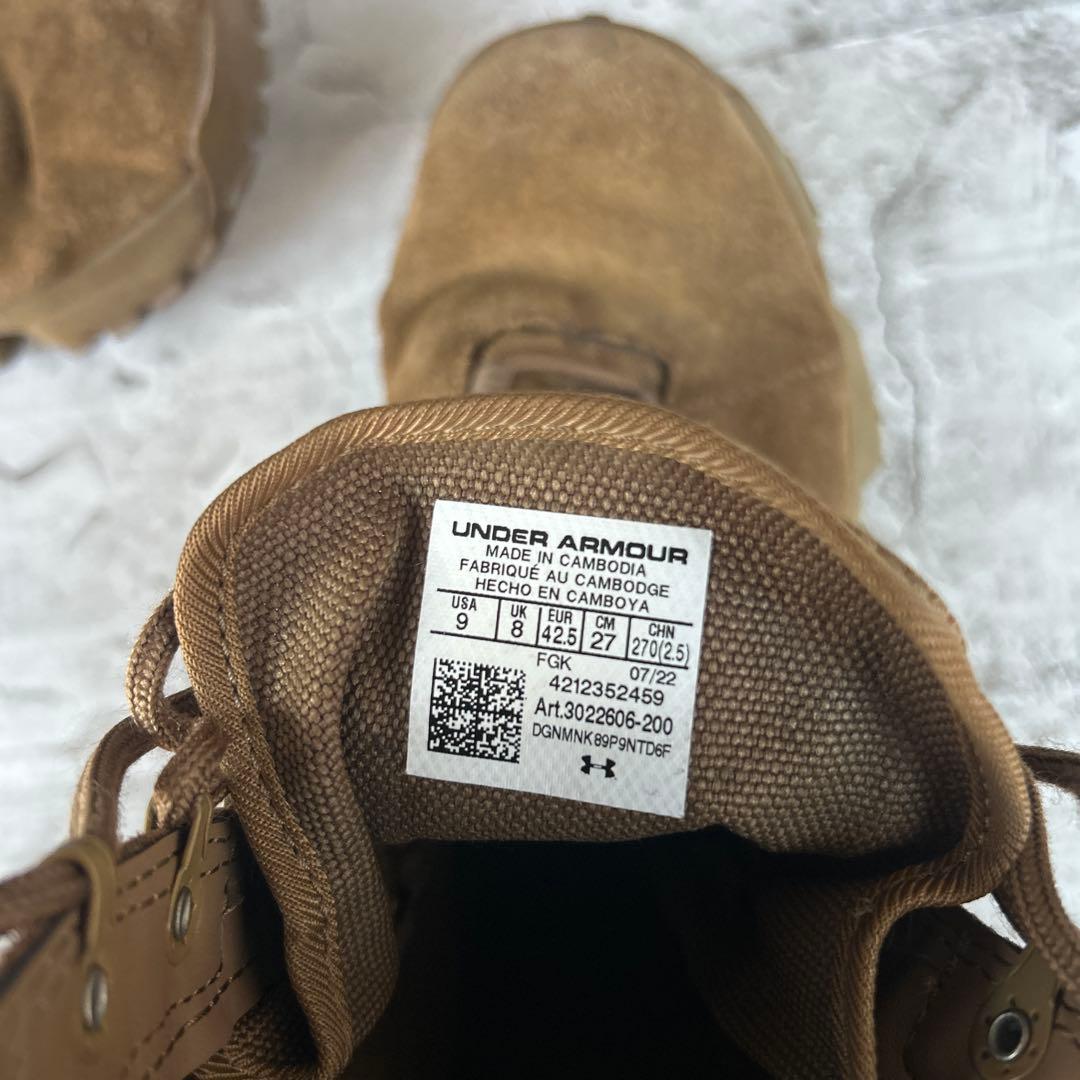 UNDER ARMOUR
MADE IN CAMBODIA
FABRIQUÉ AU CAMBODGE
HECHO EN CAMBOYA
USA UK EUR CM CHN
9 8 42.5 27 270(2.5)
FGK 07/22
4212352459
Art.3022606-200
DGNMNK89P9NTD6F